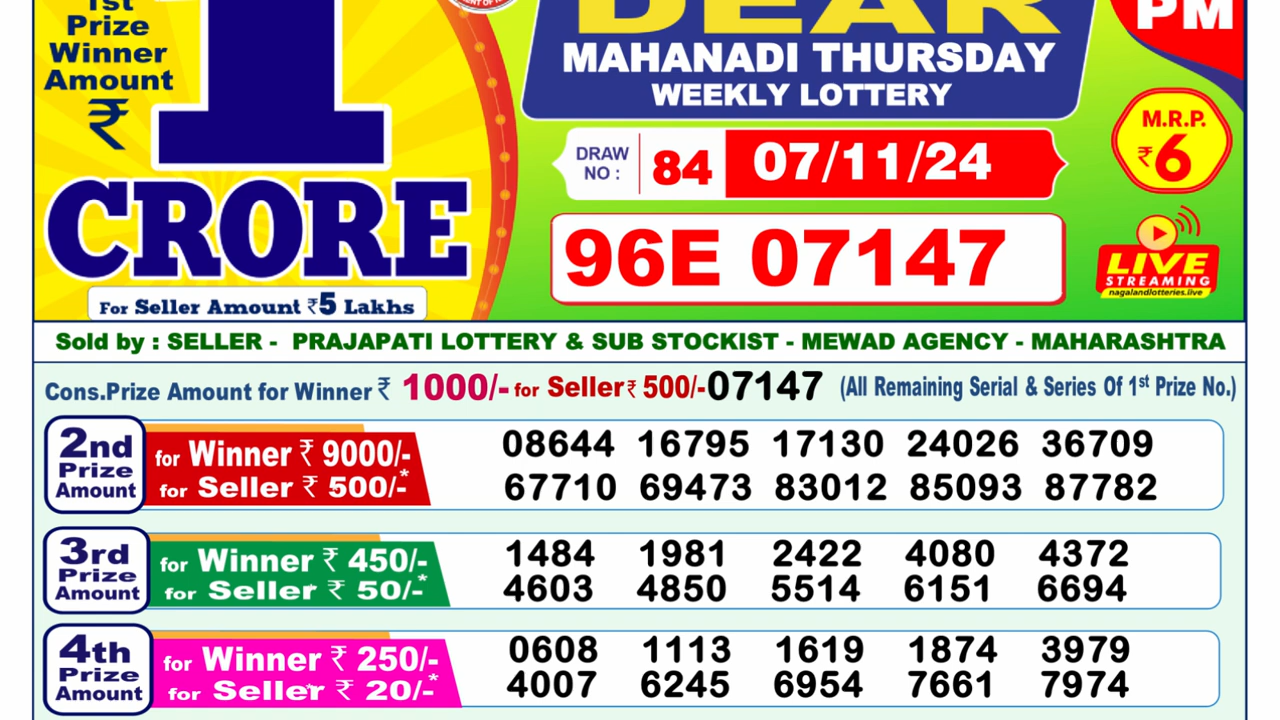 1st
Prize
Winner
Amount
₹
1
CRORE
For Seller Amount ₹5 Lakhs
DEAR
MAHANADI THURSDAY
WEEKLY LOTTERY
PM
M.R.P.
₹6
DRAW NO : 84 07/11/24
96E 07147
LIVE
STREAMING
nagalandlotteries.live
Sold by : SELLER - PRAJAPATI LOTTERY & SUB STOCKIST - MEWAD AGENCY - MAHARASHTRA
Cons.Prize Amount for Winner ₹ 1000/- for Seller ₹ 500/- 07147 (All Remaining Serial & Series Of 1st Prize No.)
2nd
Prize
Amount
for Winner ₹ 9000/-
for Seller ₹ 500/-*
08644 16795 17130 24026 36709
67710 69473 83012 85093 87782
3rd
Prize
Amount
for Winner ₹ 450/-
for Seller ₹ 50/-*
1484 1981 2422 4080 4372
4603 4850 5514 6151 6694
4th
Prize
Amount
for Winner ₹ 250/-
for Seller ₹ 20/-*
0608 1113 1619 1874 3979
4007 6245 6954 7661 7974